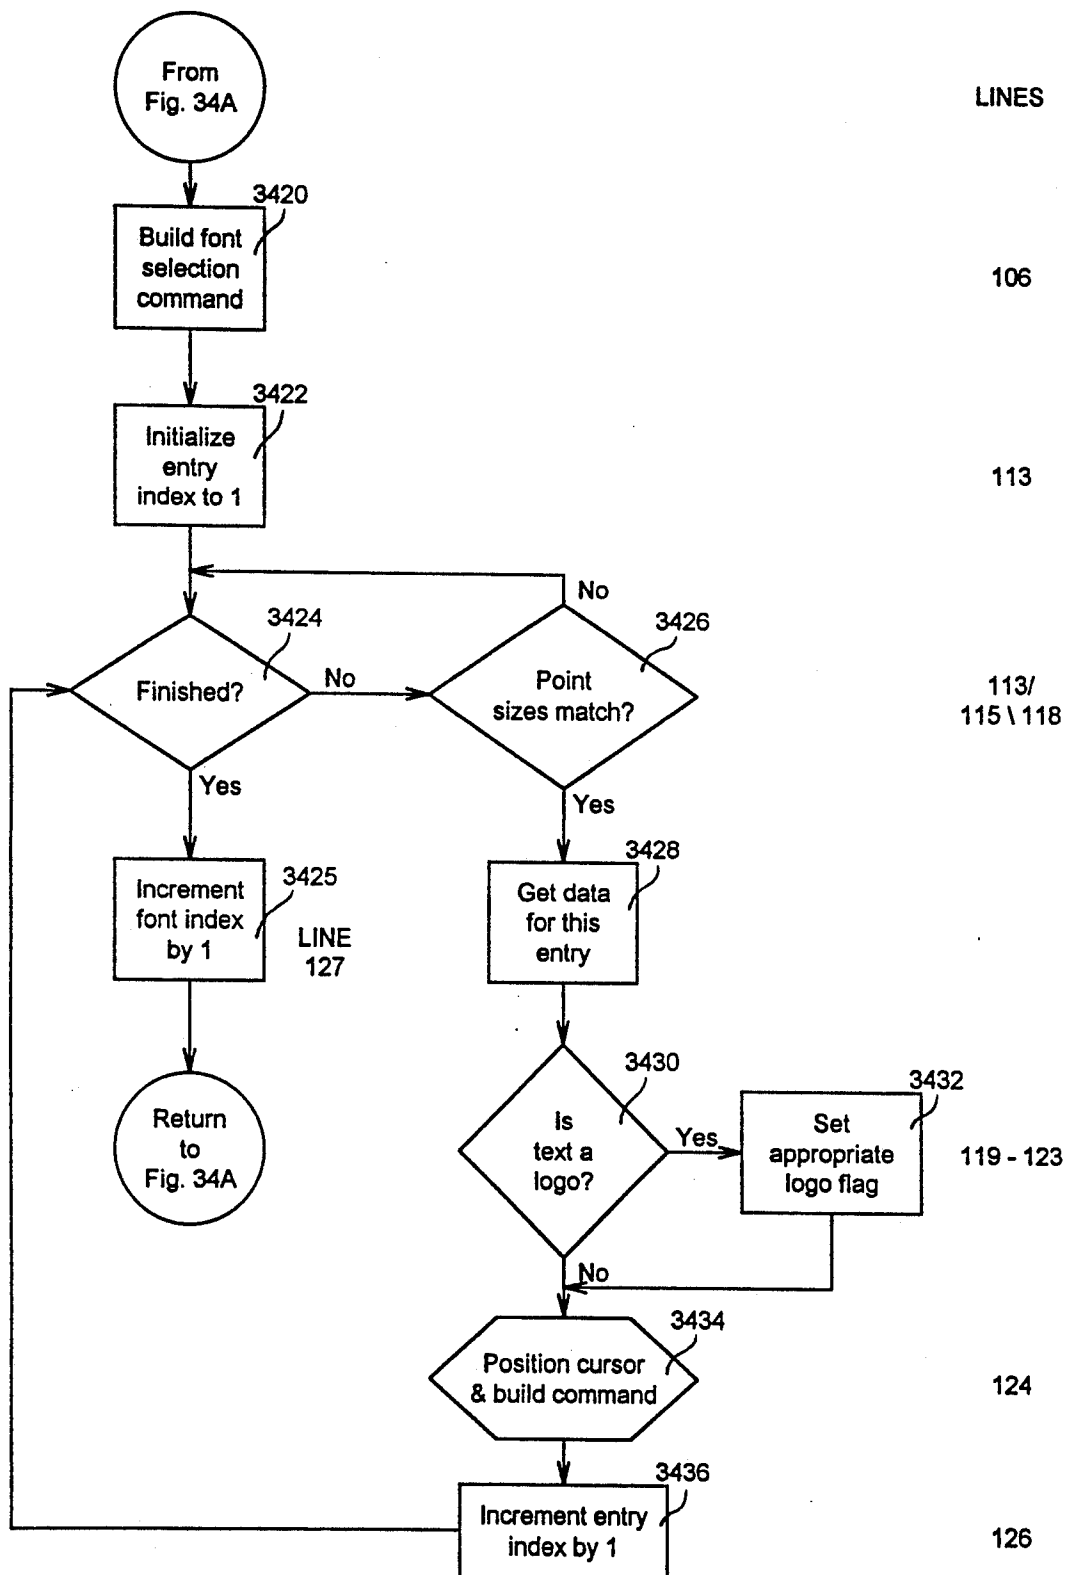 From
Fig. 34A
LINES
3420
Build font
selection
command
106
3422
Initialize
entry
index to 1
113
No
3424
Finished?
No
3426
Point
sizes match?
113/
115 \ 118
Yes
Yes
3425
Increment
font index
by 1
LINE
127
3428
Get data
for this
entry
Return
to
Fig. 34A
3430
Is
text a
logo?
Yes
3432
Set
appropriate
logo flag
119 - 123
No
3434
Position cursor
& build command
124
3436
Increment entry
index by 1
126